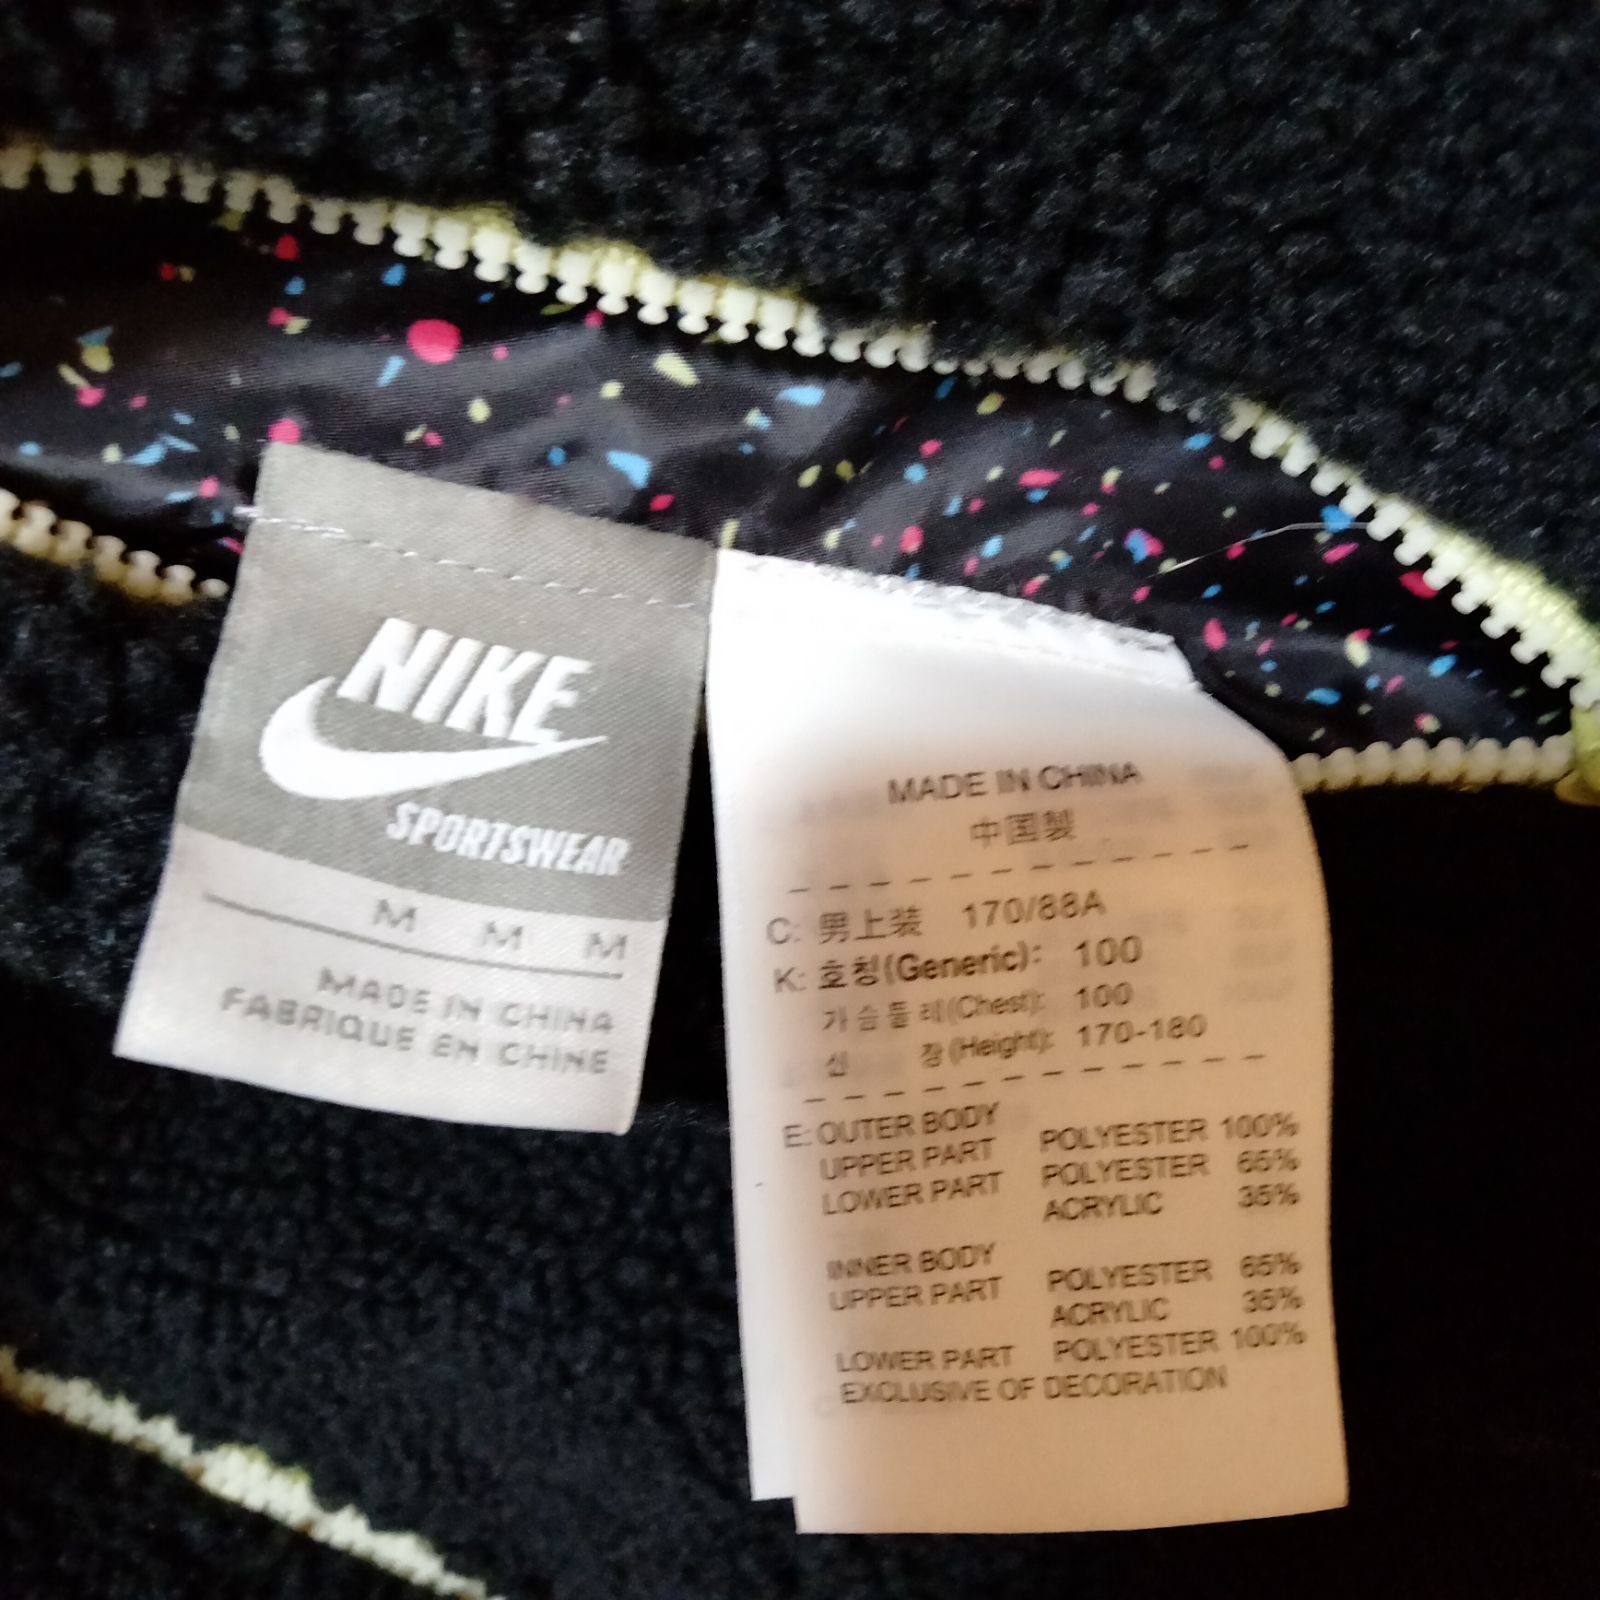 NIKE
SPORTSWEAR
M M M
MADE IN CHINA
FABRIQUE EN CHINE
MADE IN CHINA
中国製
C: 男上装 170/88A
K: 호칭(Generic): 100
가슴둘레(Chest): 100
신 장(Height): 170-180
E: OUTER BODY
UPPER PART POLYESTER 100%
LOWER PART POLYESTER 65%
ACRYLIC 35%
INNER BODY
UPPER PART POLYESTER 65%
ACRYLIC 35%
LOWER PART POLYESTER 100%
EXCLUSIVE OF DECORATION